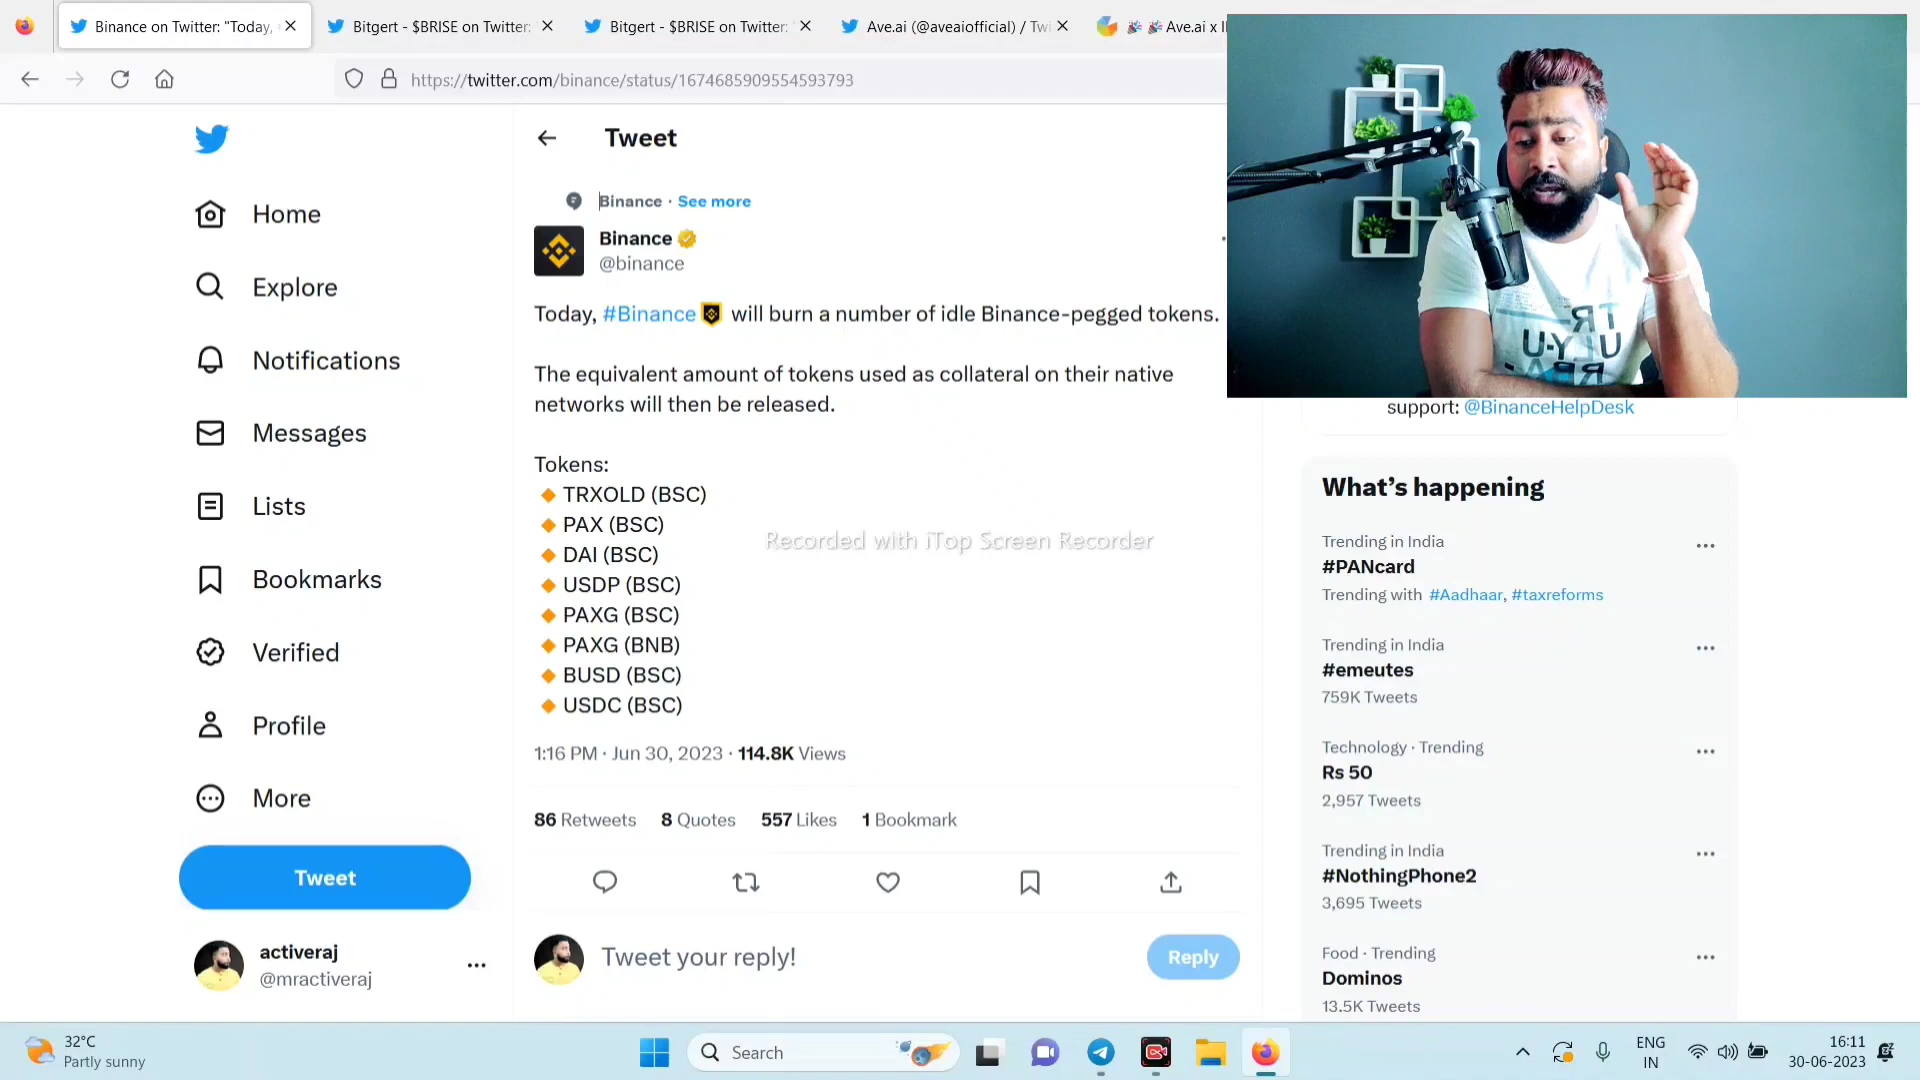 Binance on Twitter: "Today,
Bitgert - $BRISE on Twitter:
Bitgert - $BRISE on Twitter:
Ave.ai (@aveaiofficial) / Twi
🎉 🎉 Ave.ai x
https://twitter.com/binance/status/1674685909554593793
Home
Explore
Notifications
Messages
Lists
Bookmarks
Verified
Profile
More
Tweet
activeraj
@mractiveraj
Tweet
Binance · See more
Binance
@binance
Today, #Binance will burn a number of idle Binance-pegged tokens.
The equivalent amount of tokens used as collateral on their native
networks will then be released.
Tokens:
🔸 TRXOLD (BSC)
🔸 PAX (BSC)
🔸 DAI (BSC)
🔸 USDP (BSC)
🔸 PAXG (BSC)
🔸 PAXG (BNB)
🔸 BUSD (BSC)
🔸 USDC (BSC)
Recorded with iTop Screen Recorder
1:16 PM · Jun 30, 2023 · 114.8K Views
86 Retweets 8 Quotes 557 Likes 1 Bookmark
Tweet your reply!
Reply
support: @BinanceHelpDesk
What's happening
Trending in India
#PANcard
Trending with #Aadhaar, #taxreforms
Trending in India
#emeutes
759K Tweets
Technology · Trending
Rs 50
2,957 Tweets
Trending in India
#NothingPhone2
3,695 Tweets
Food · Trending
Dominos
13.5K Tweets
32°C
Partly sunny
Search
ENG
IN
16:11
30-06-2023